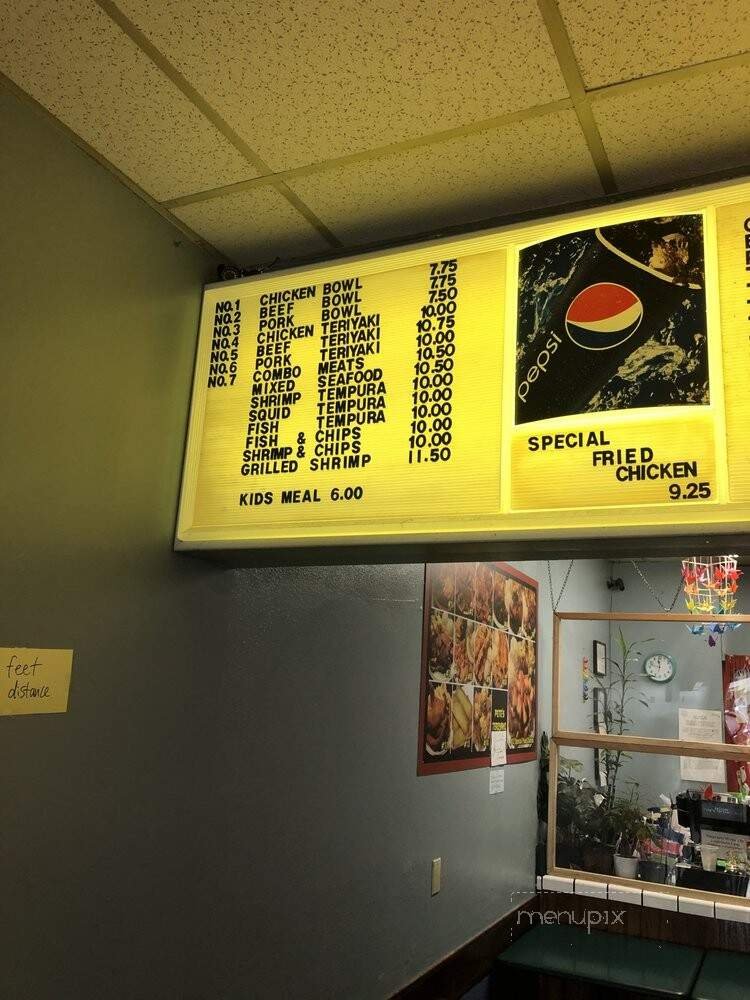 NO.1 CHICKEN BOWL 7.75
NO.2 BEEF BOWL 7.75
NO.3 PORK BOWL 7.50
NO.4 CHICKEN TERIYAKI 10.00
NO.5 BEEF TERIYAKI 10.75
NO.6 PORK TERIYAKI 10.00
NO.7 COMBO MEATS 10.50
MIXED SEAFOOD 10.50
SHRIMP TEMPURA 10.00
SQUID TEMPURA 10.00
FISH TEMPURA 10.00
FISH & CHIPS 10.00
SHRIMP & CHIPS 10.00
GRILLED SHRIMP 11.50
KIDS MEAL 6.00
pepsi
SPECIAL
FRIED
CHICKEN
9.25
feet
distance
menupix